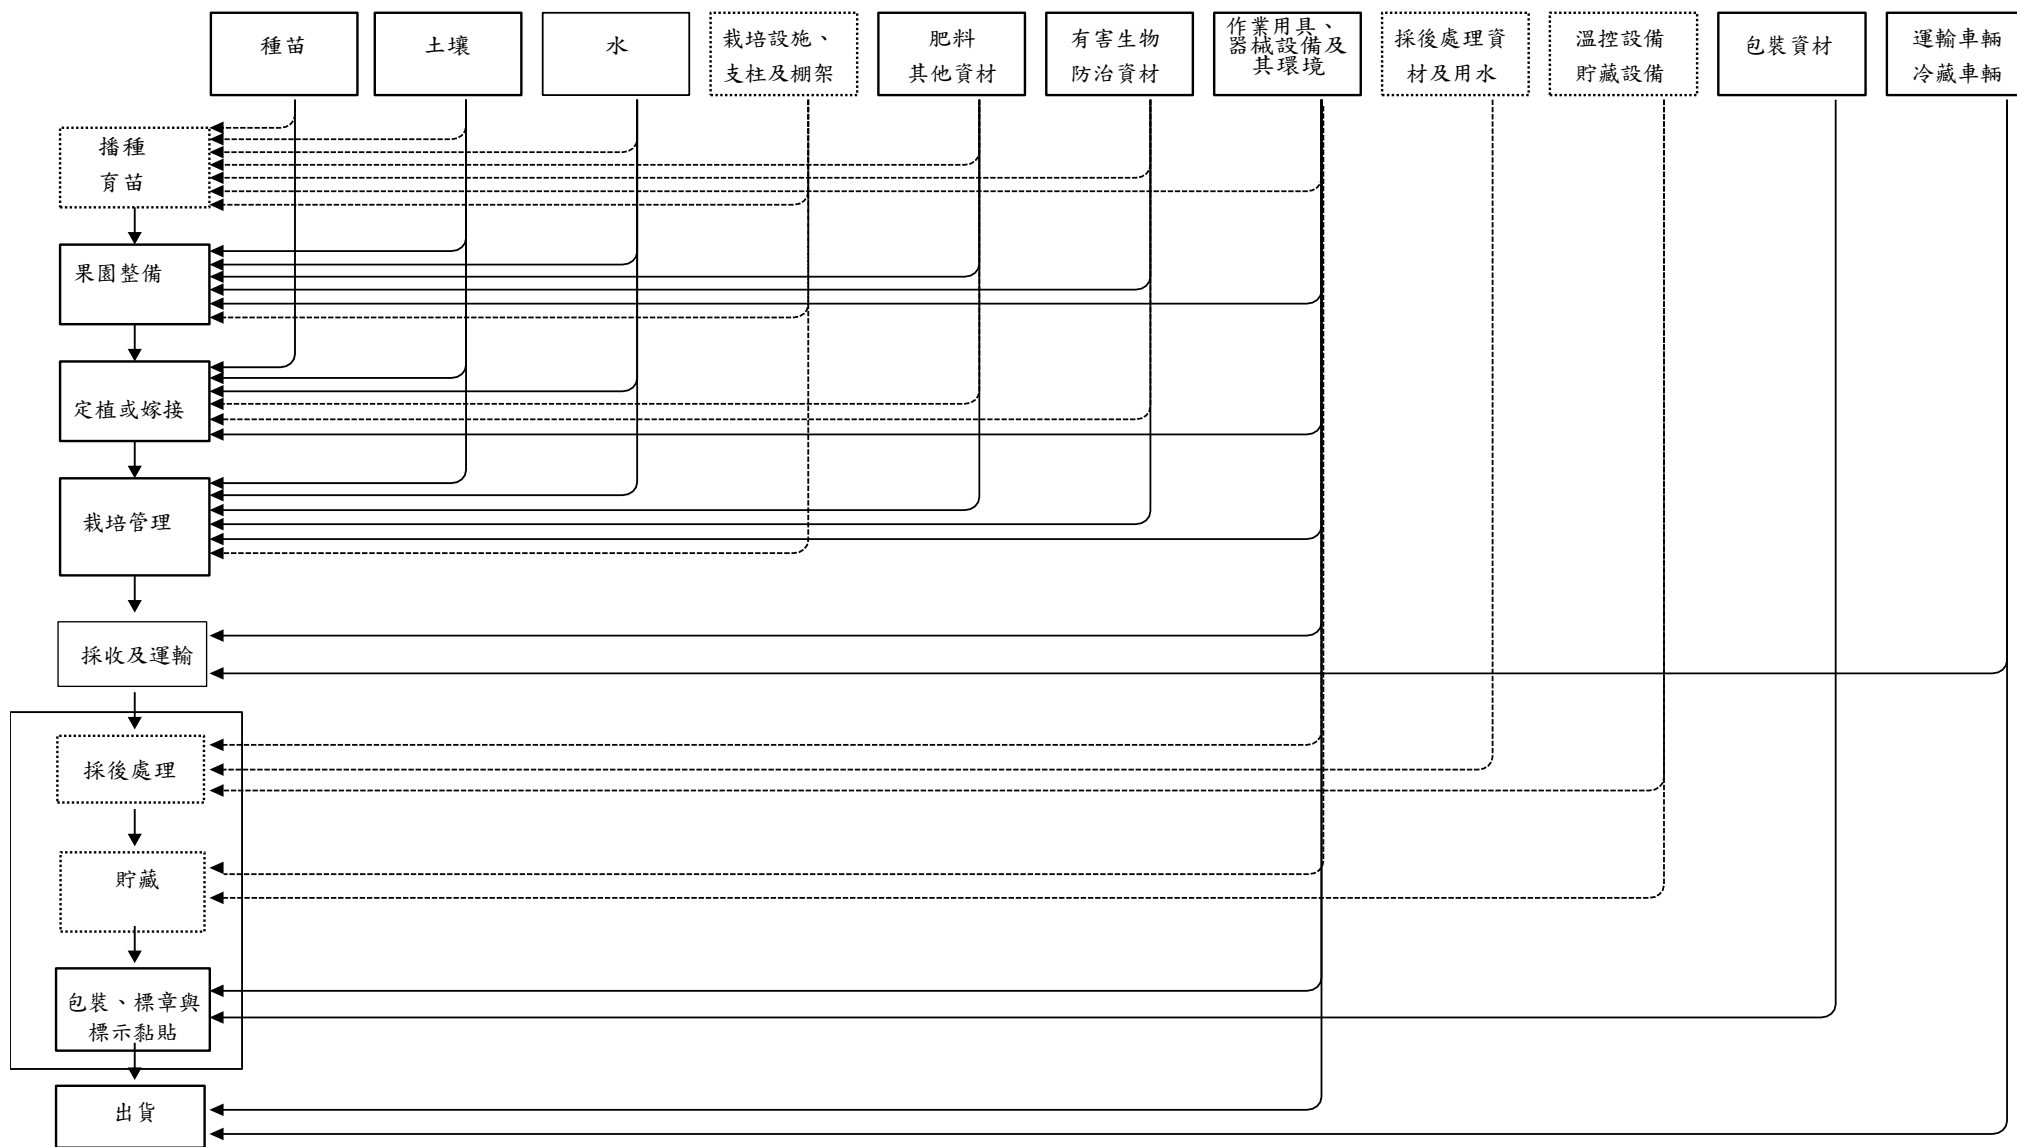 種苗
土壤
水
栽培設施、
支柱及棚架
肥料
其他資材
有害生物
防治資材
作業用具、
器械設備及
其環境
採後處理資
材及用水
溫控設備
貯藏設備
包裝資材
運輸車輛
冷藏車輛
播種
育苗
果園整備
定植或嫁接
栽培管理
採收及運輸
採後處理
貯藏
包裝、標章與
標示黏貼
出貨